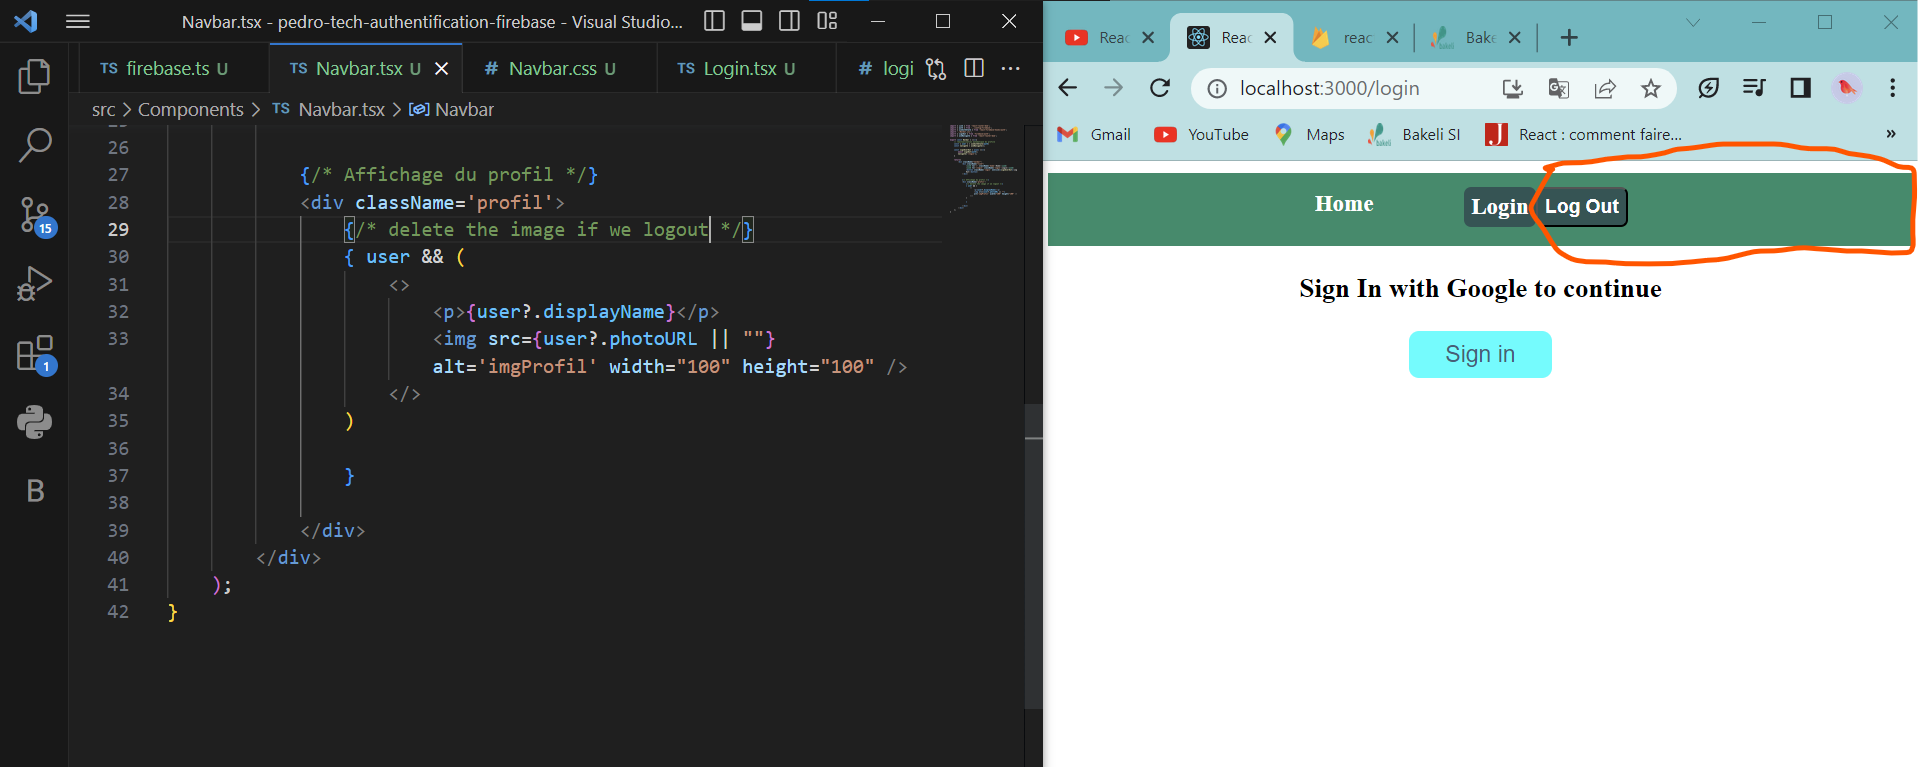 Navbar.tsx - pedro-tech-authentification-firebase - Visual Studio...
TS firebase.ts U
TS Navbar.tsx U
# Navbar.css U
TS Login.tsx U
# logi
src > Components > TS Navbar.tsx > Navbar
26
27 {/* Affichage du profil */}
28 <div className='profil'>
29 {/* delete the image if we logout */}
30 { user && (
31 <>
32 <p>{user?.displayName}</p>
33 <img src={user?.photoURL || ""}
alt='imgProfil' width="100" height="100" />
34 </>
35 )
36
37 }
38
39 </div>
40 </div>
41 );
42 }
15
1
B
Reac
Reac
reac
Bake
localhost:3000/login
Gmail
YouTube
Maps
Bakeli SI
React : comment faire...
»
Home
Login
Log Out
Sign In with Google to continue
Sign in